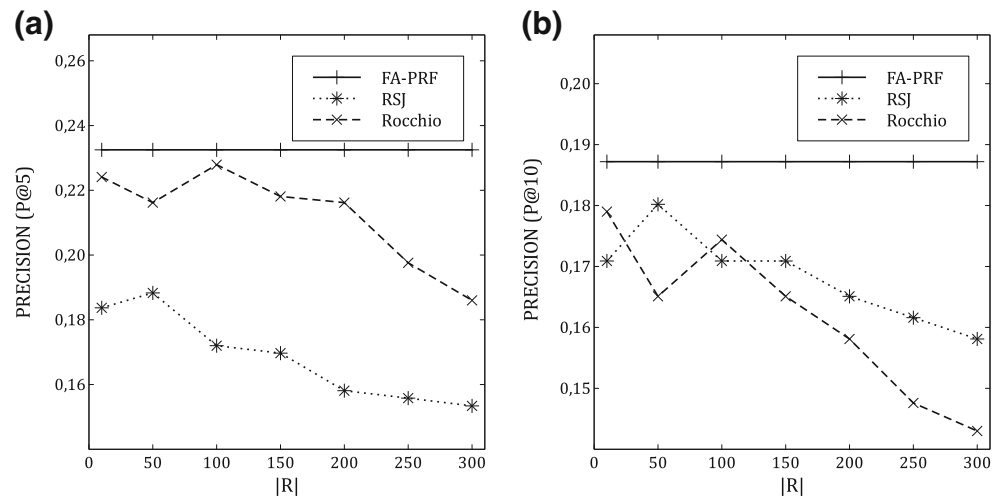 (a)
PRECISION (P@5)
0,26
0,24
0,22
0,20
0,18
0,16
FA-PRF
RSJ
Rocchio
0 50 100 150 200 250 300
|R|
(b)
PRECISION (P@10)
0,20
0,19
0,18
0,17
0,16
0,15
FA-PRF
RSJ
Rocchio
0 50 100 150 200 250 300
|R|